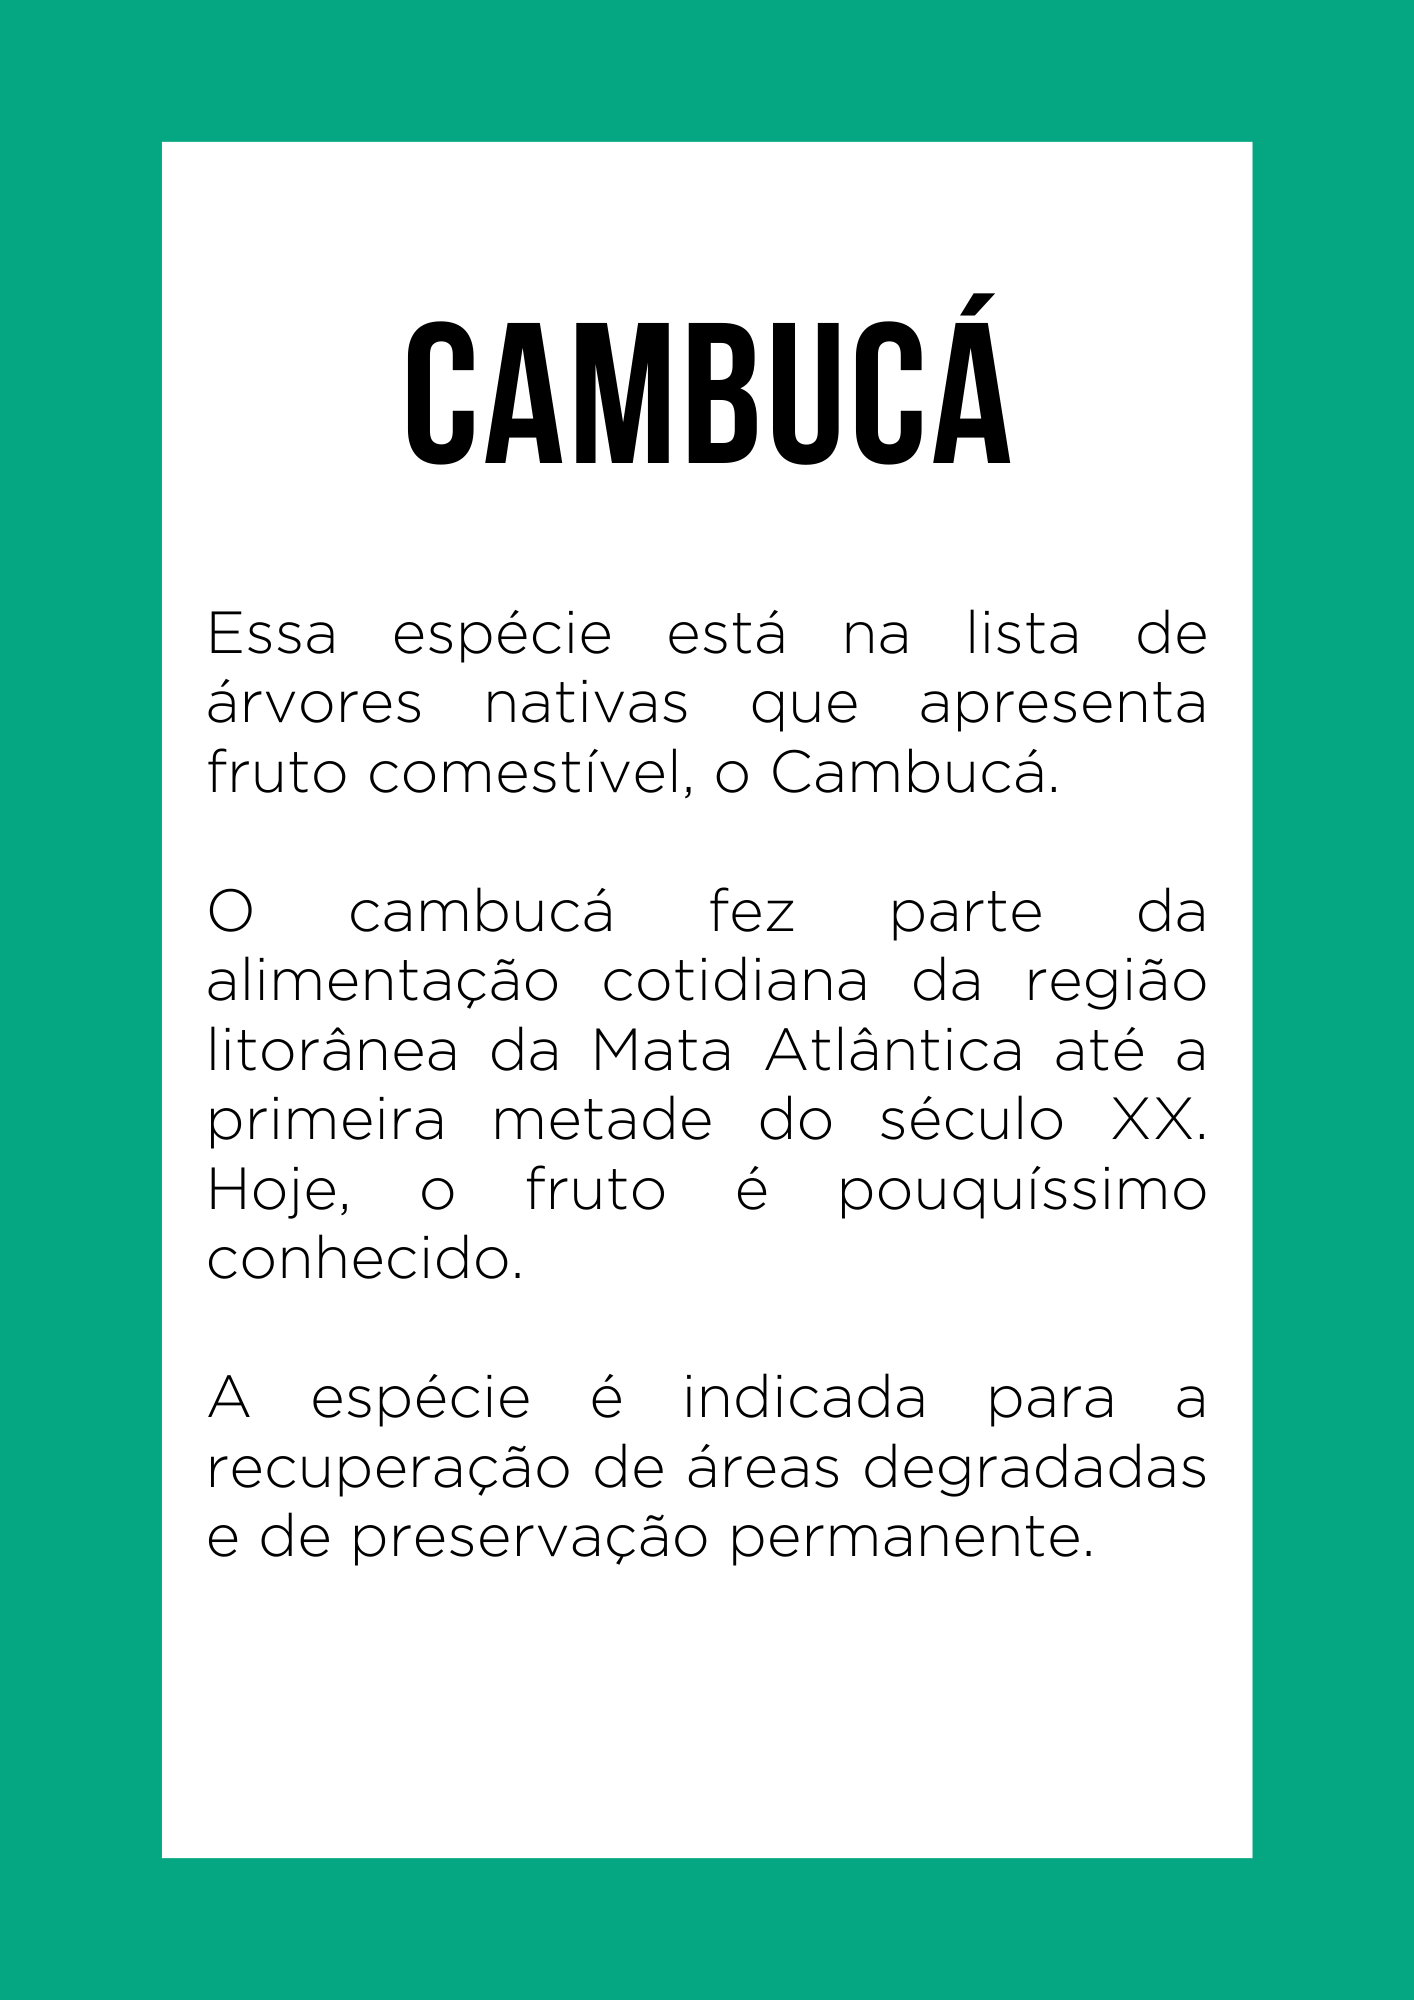 CAMBUCÁ
Essa espécie está na lista de
árvores nativas que apresenta
fruto comestível, o Cambucá.
O cambucá fez parte da
alimentação cotidiana da região
litorânea da Mata Atlântica até a
primeira metade do século XX.
Hoje, o fruto é pouquíssimo
conhecido.
A espécie é indicada para a
recuperação de áreas degradadas
e de preservação permanente.